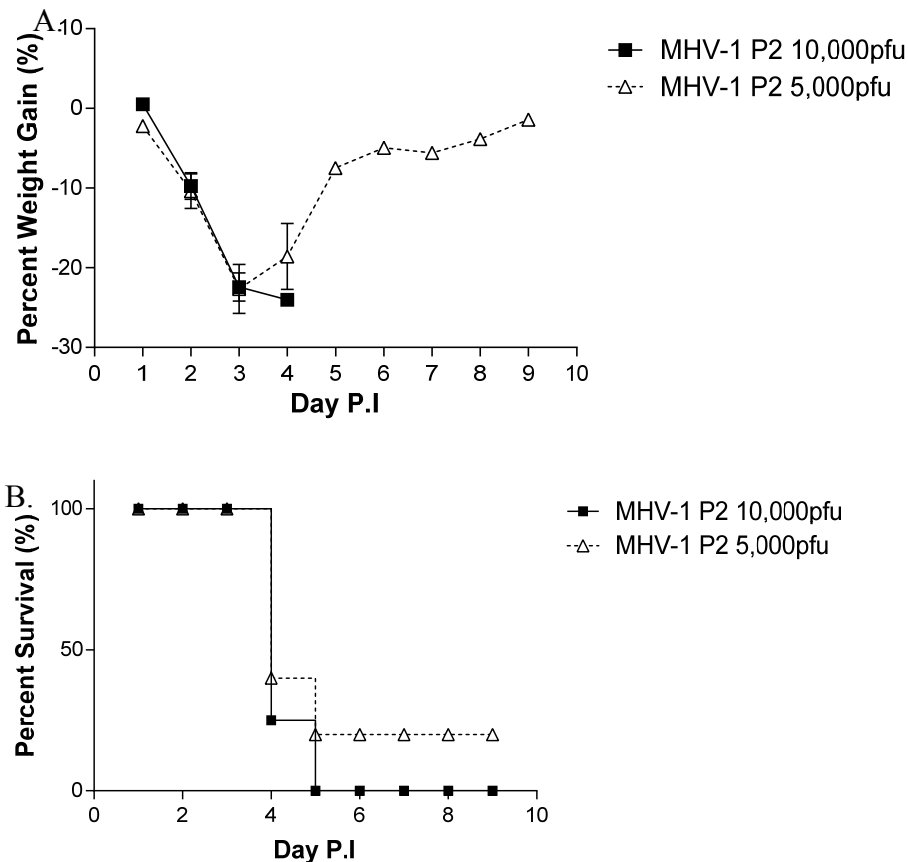 A.
10
0
-10
-20
-30
Percent Weight Gain (%)
0 1 2 3 4 5 6 7 8 9 10
Day P.I
MHV-1 P2 10,000pfu
MHV-1 P2 5,000pfu
B.
100
50
0
Percent Survival (%)
0 2 4 6 8 10
Day P.I
MHV-1 P2 10,000pfu
MHV-1 P2 5,000pfu